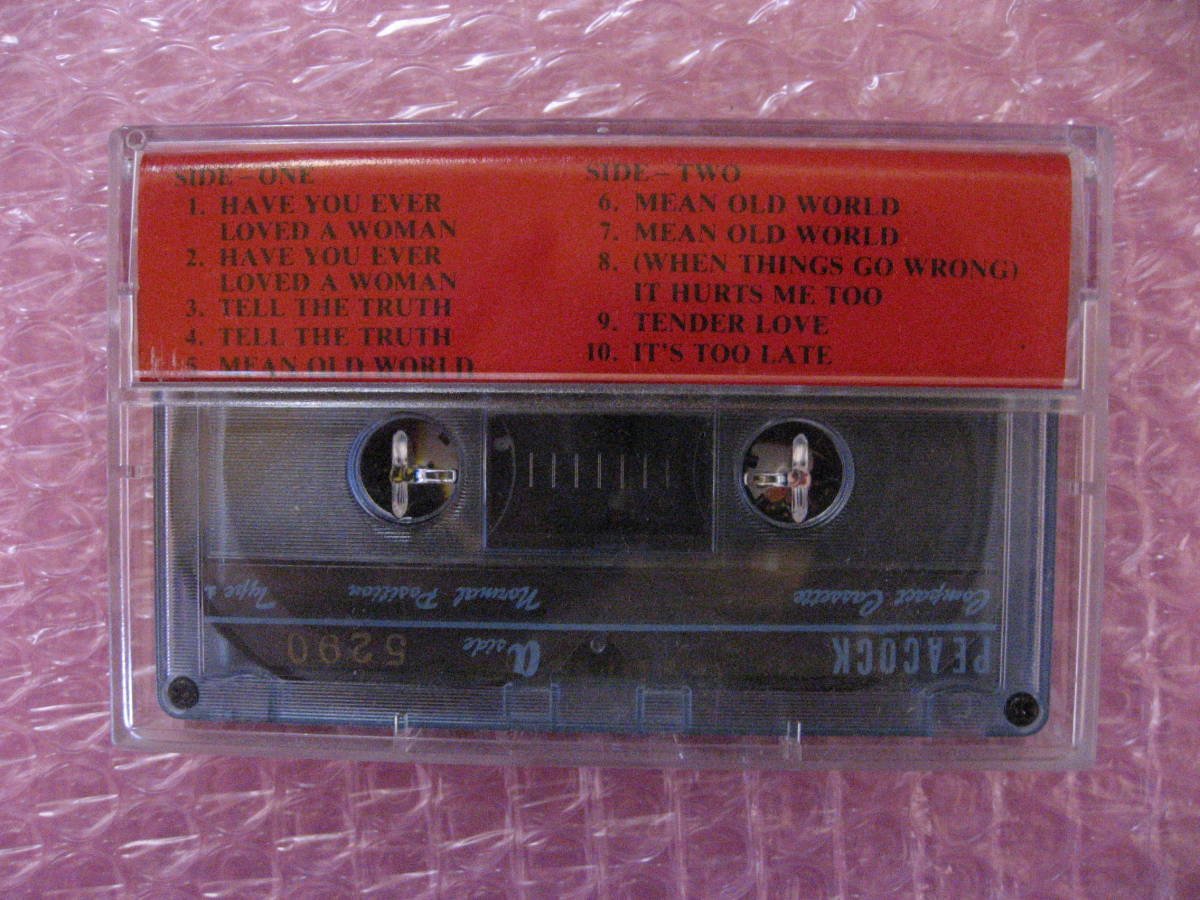 SIDE-ONE
1. HAVE YOU EVER
LOVED A WOMAN
2. HAVE YOU EVER
LOVED A WOMAN
3. TELL THE TRUTH
4. TELL THE TRUTH
5. MEAN OLD WORLD
SIDE-TWO
6. MEAN OLD WORLD
7. MEAN OLD WORLD
8. (WHEN THINGS GO WRONG)
IT HURTS ME TOO
9. TENDER LOVE
10. IT'S TOO LATE
PEACOCK a side 5290
Compact Cassette Normal Position Type